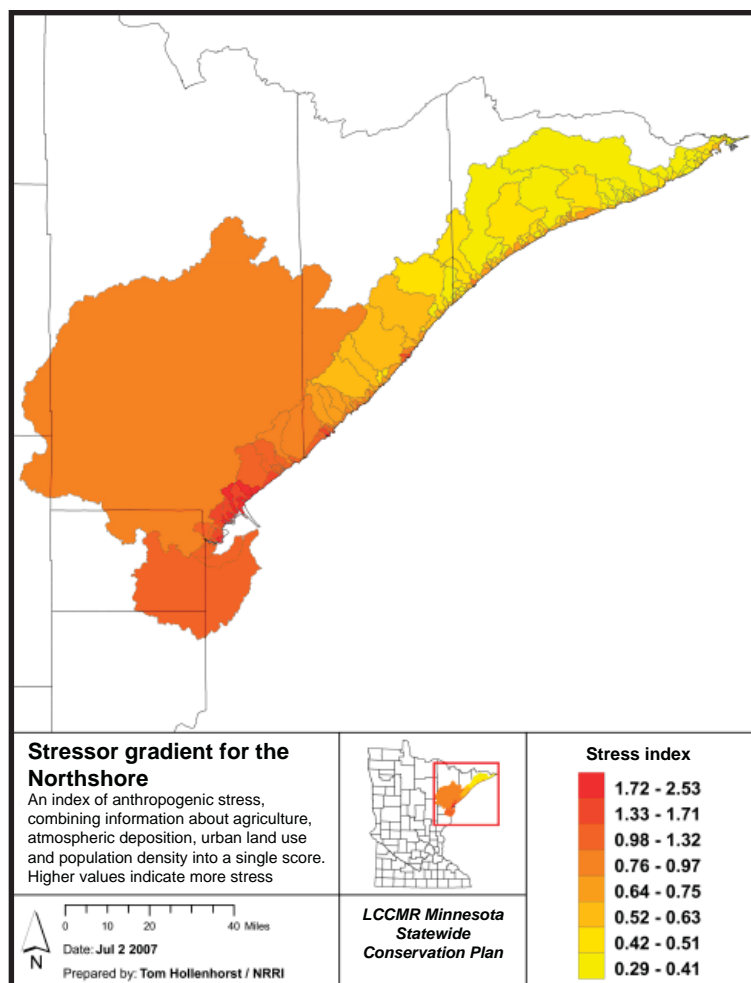 Stressor gradient for the
Northshore
An index of anthropogenic stress,
combining information about agriculture,
atmospheric deposition, urban land use
and population density into a single score.
Higher values indicate more stress
0 10 20 40 Miles
N
Date: Jul 2 2007
Prepared by: Tom Hollenhorst / NRRI
LCCMR Minnesota
Statewide
Conservation Plan
Stress index
1.72 - 2.53
1.33 - 1.71
0.98 - 1.32
0.76 - 0.97
0.64 - 0.75
0.52 - 0.63
0.42 - 0.51
0.29 - 0.41